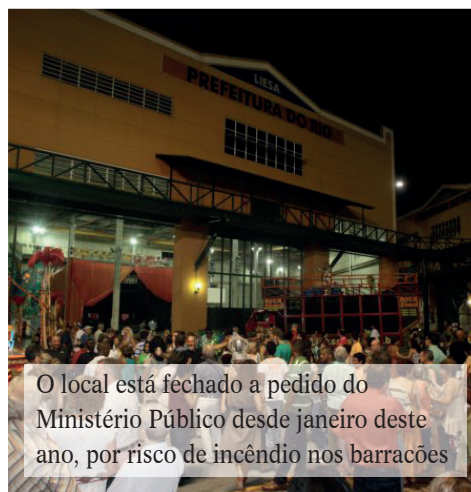 LIESA
PREFEITURA DO RIO
O local está fechado a pedido do
Ministério Público desde janeiro deste
ano, por risco de incêndio nos barracões